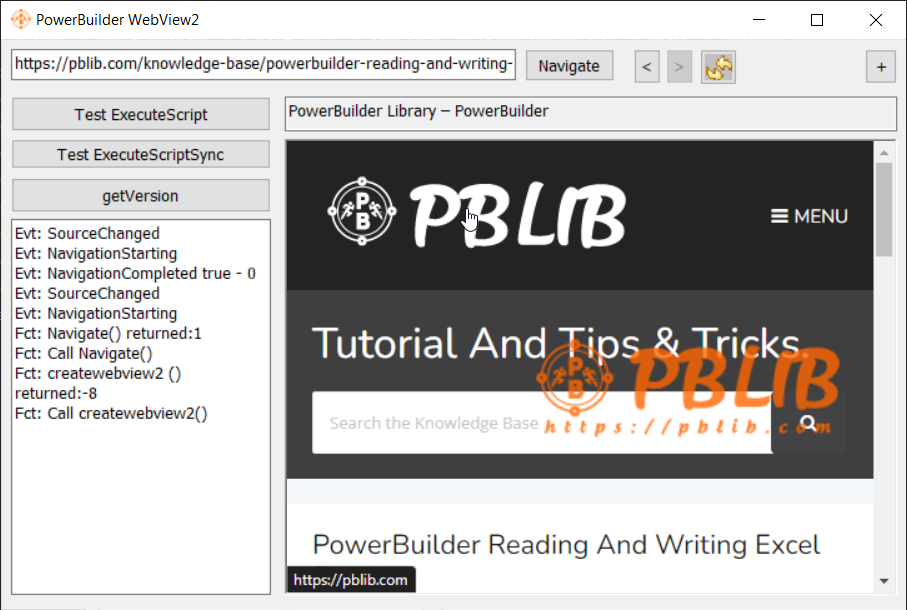 PowerBuilder WebView2
https://pblib.com/knowledge-base/powerbuilder-reading-and-writing-
Navigate
<
>
+
Test ExecuteScript
Test ExecuteScriptSync
getVersion
Evt: SourceChanged
Evt: NavigationStarting
Evt: NavigationCompleted true - 0
Evt: SourceChanged
Evt: NavigationStarting
Fct: Navigate() returned:1
Fct: Call Navigate()
Fct: createwebview2 ()
returned:-8
Fct: Call createwebview2()
PowerBuilder Library – PowerBuilder
PB
PBLIB
MENU
Tutorial And Tips & Tricks.
Search the Knowledge Base
PB
PBLIB
https://pblib.com
PowerBuilder Reading And Writing Excel
https://pblib.com